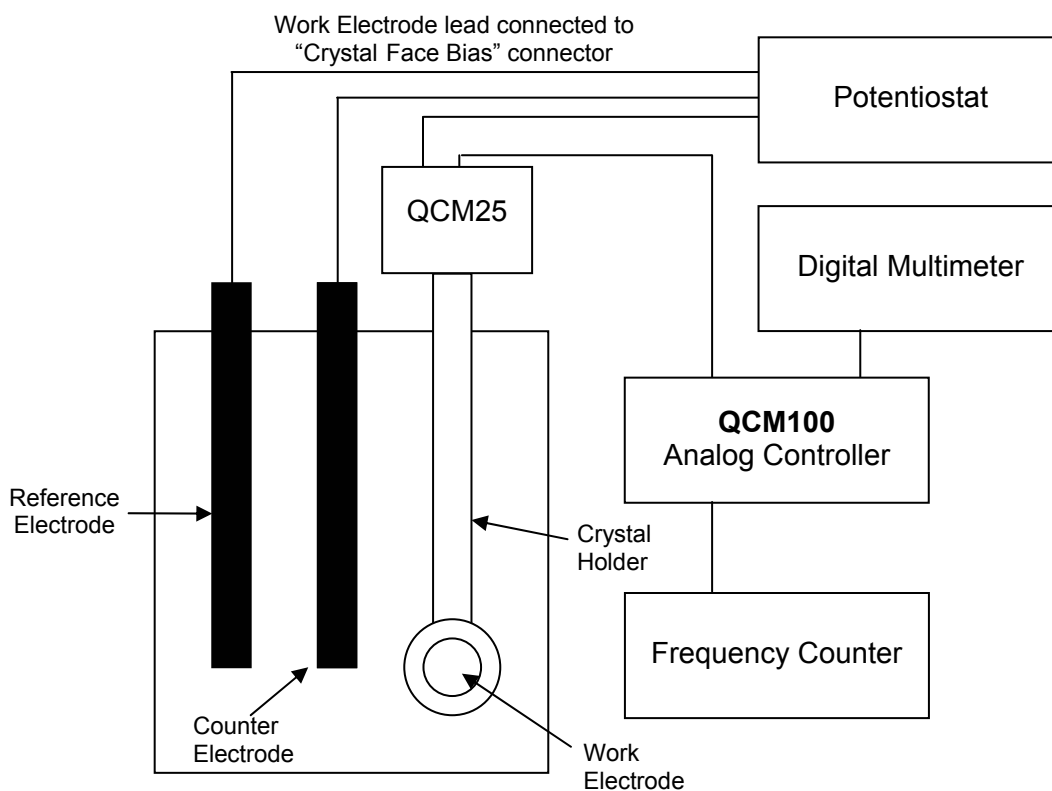 Work Electrode lead connected to
“Crystal Face Bias” connector
Potentiostat
QCM25
Digital Multimeter
QCM100
Analog Controller
Reference
Electrode
Crystal
Holder
Frequency Counter
Counter
Electrode
Work
Electrode